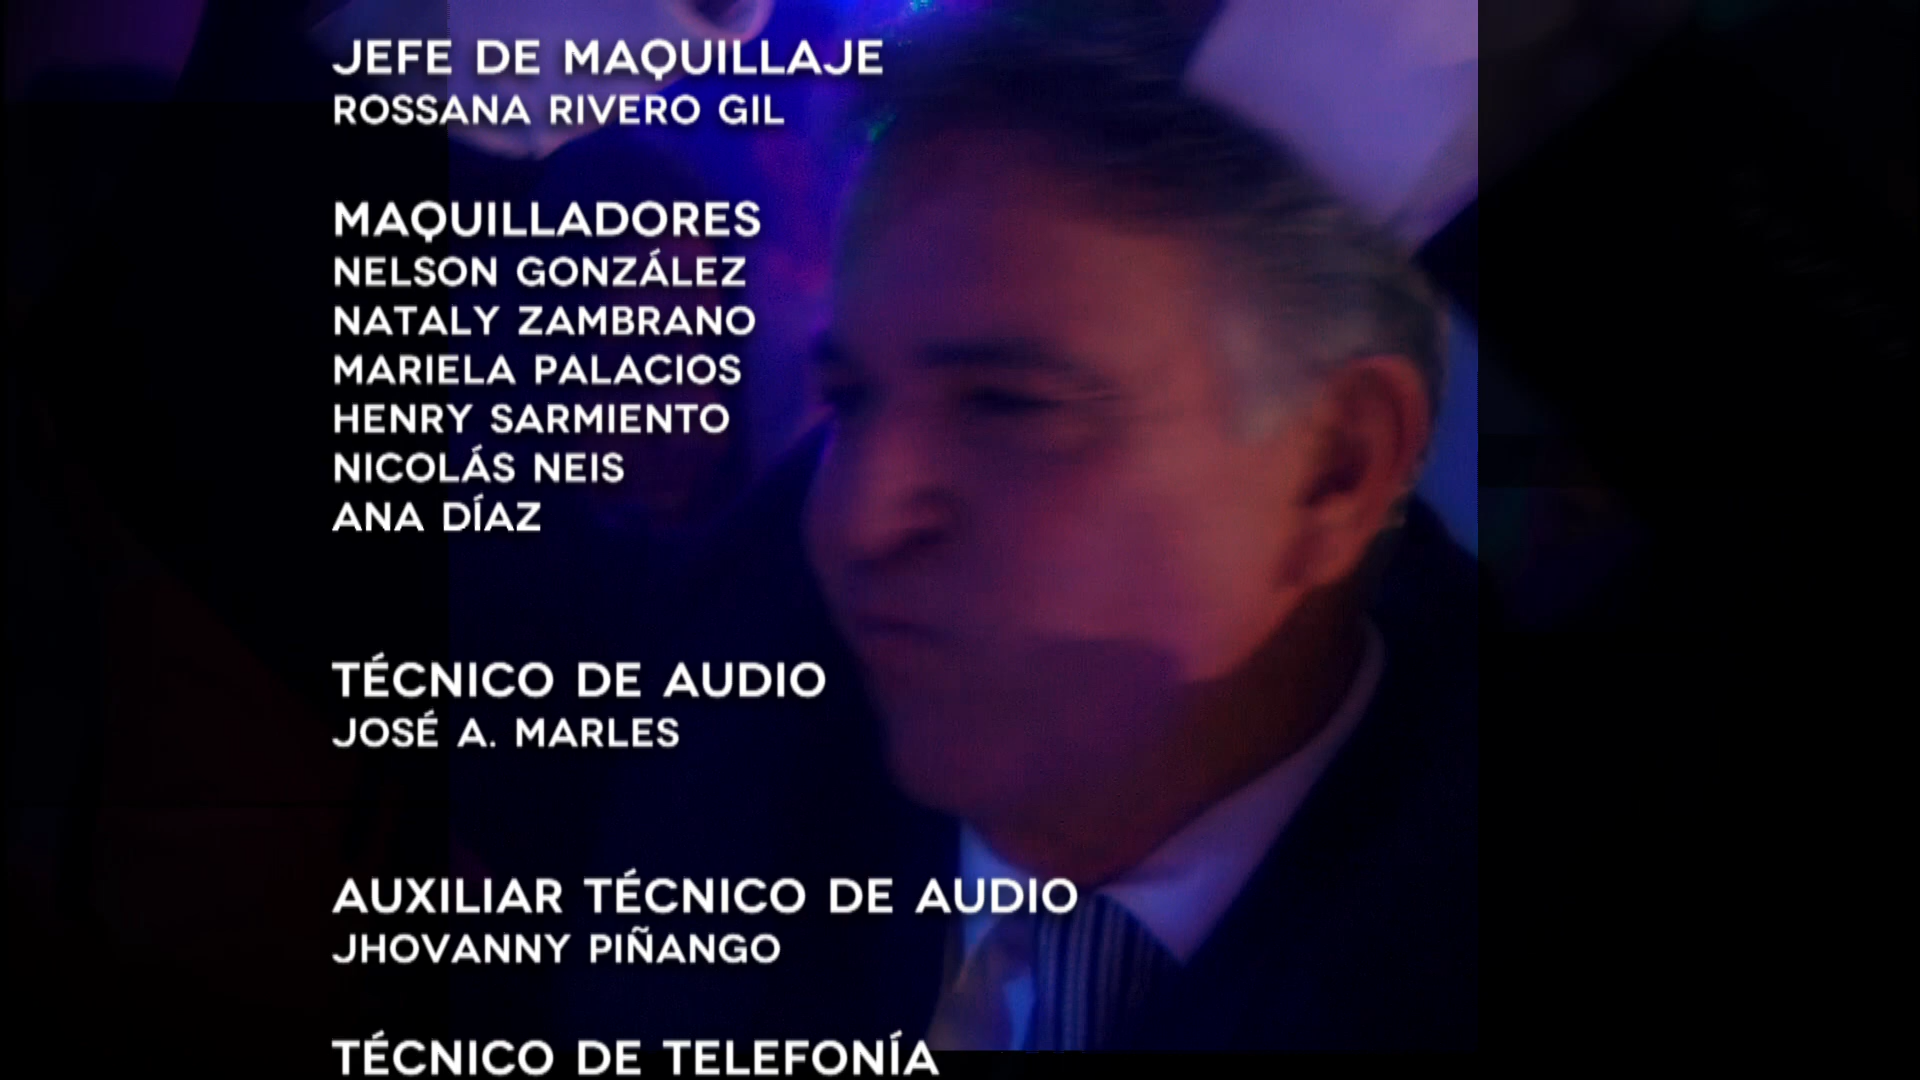 JEFE DE MAQUILLAJE
ROSSANA RIVERO GIL
MAQUILLADORES
NELSON GONZÁLEZ
NATALY ZAMBRANO
MARIELA PALACIOS
HENRY SARMIENTO
NICOLÁS NEIS
ANA DÍAZ
TÉCNICO DE AUDIO
JOSÉ A. MARLES
AUXILIAR TÉCNICO DE AUDIO
JHOVANNY PIÑANGO
TÉCNICO DE TELEFONÍA